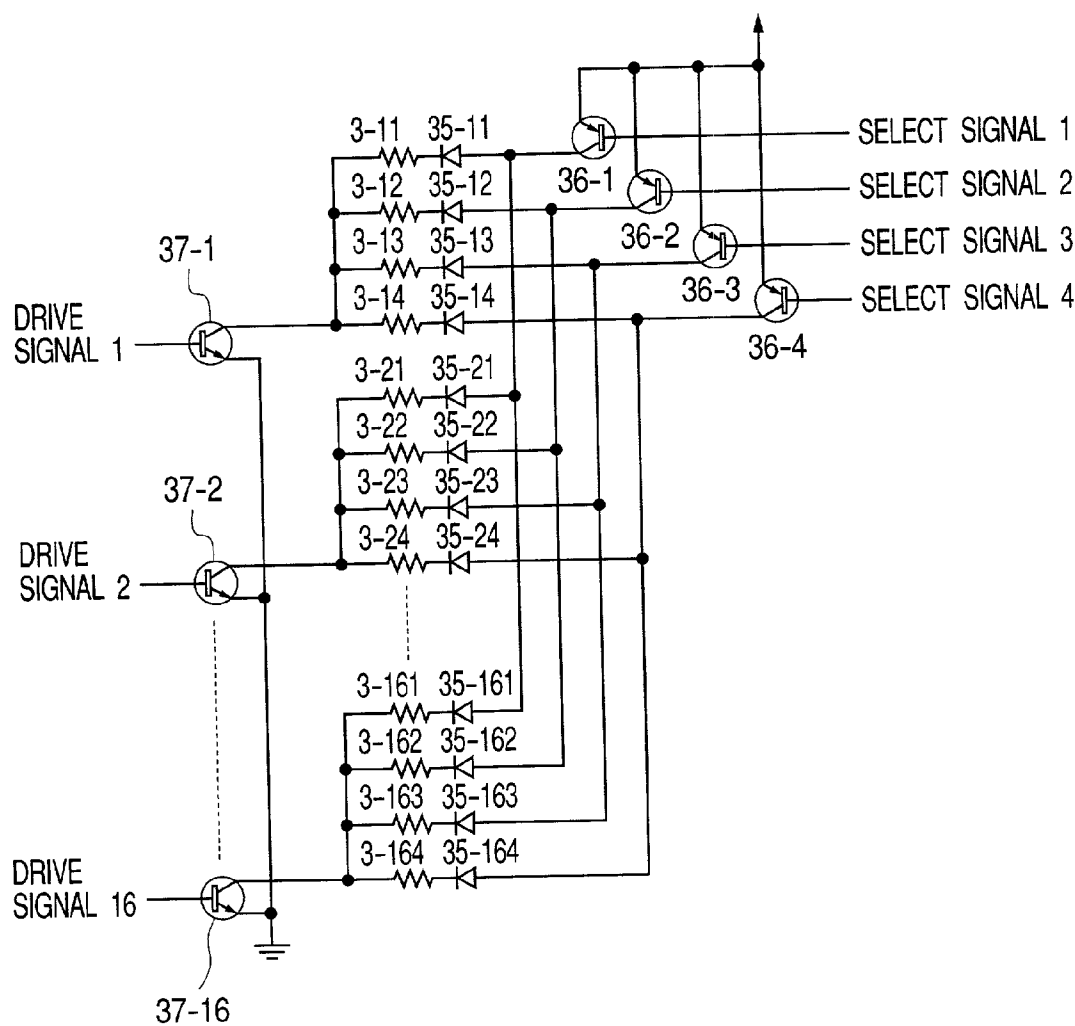 3-11 35-11
SELECT SIGNAL 1
36-1
3-12 35-12
SELECT SIGNAL 2
36-2
3-13 35-13
SELECT SIGNAL 3
36-3
3-14 35-14
SELECT SIGNAL 4
36-4
37-1
DRIVE
SIGNAL 1
3-21 35-21
3-22 35-22
3-23 35-23
3-24 35-24
37-2
DRIVE
SIGNAL 2
3-161 35-161
3-162 35-162
3-163 35-163
3-164 35-164
DRIVE
SIGNAL 16
37-16